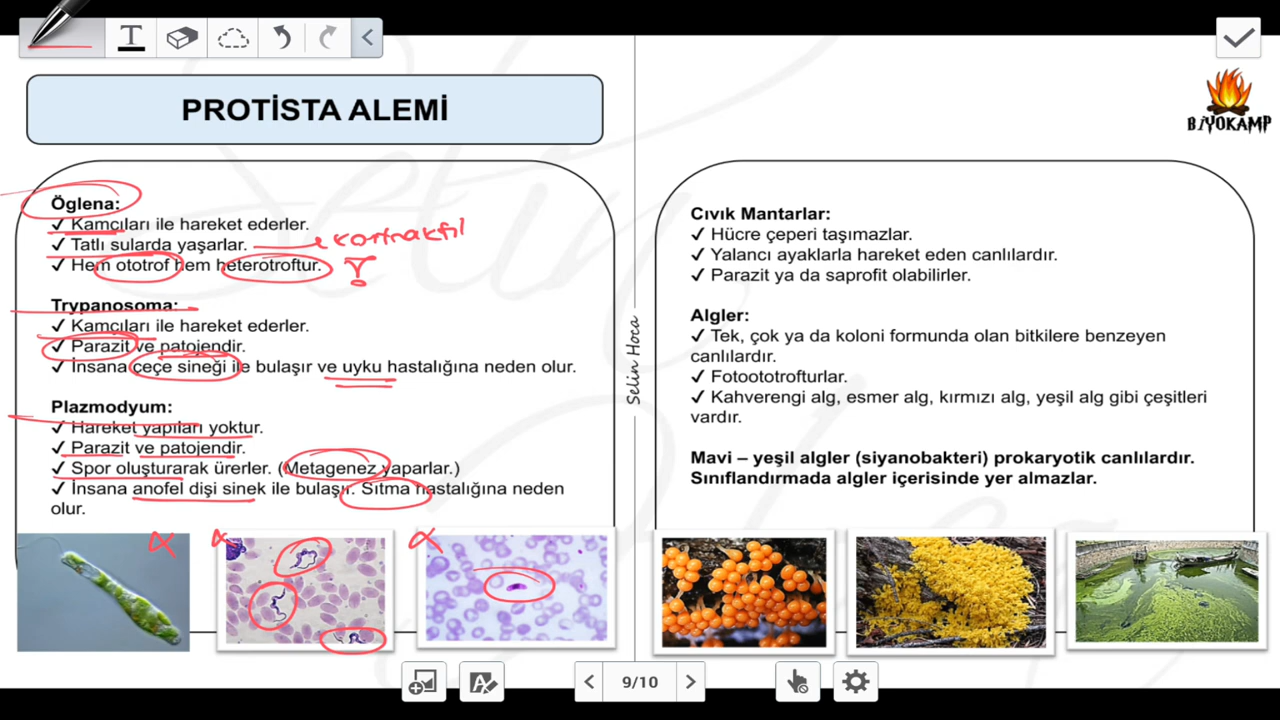 T
PROTİSTA ALEMİ
BİYOKAMP
Öglena:
✓ Kamçıları ile hareket ederler.
✓ Tatlı sularda yaşarlar.
✓ Hem ototrof hem heterotroftur.
Trypanosoma:
✓ Kamçıları ile hareket ederler.
✓ Parazit ve patojendir.
✓ İnsana çeçe sineği ile bulaşır ve uyku hastalığına neden olur.
Plazmodyum:
✓ Hareket yapıları yoktur.
✓ Parazit ve patojendir.
✓ Spor oluşturarak ürerler. (Metagenez yaparlar.)
✓ İnsana anofel dişi sinek ile bulaşır. Sıtma hastalığına neden
olur.
Selin Hoca
Cıvık Mantarlar:
✓ Hücre çeperi taşımazlar.
✓ Yalancı ayaklarla hareket eden canlılardır.
✓ Parazit ya da saprofit olabilirler.
Algler:
✓ Tek, çok ya da koloni formunda olan bitkilere benzeyen
canlılardır.
✓ Fotoototrofturlar.
✓ Kahverengi alg, esmer alg, kırmızı alg, yeşil alg gibi çeşitleri
vardır.
Mavi – yeşil algler (siyanobakteri) prokaryotik canlılardır.
Sınıflandırmada algler içerisinde yer almazlar.
9/10